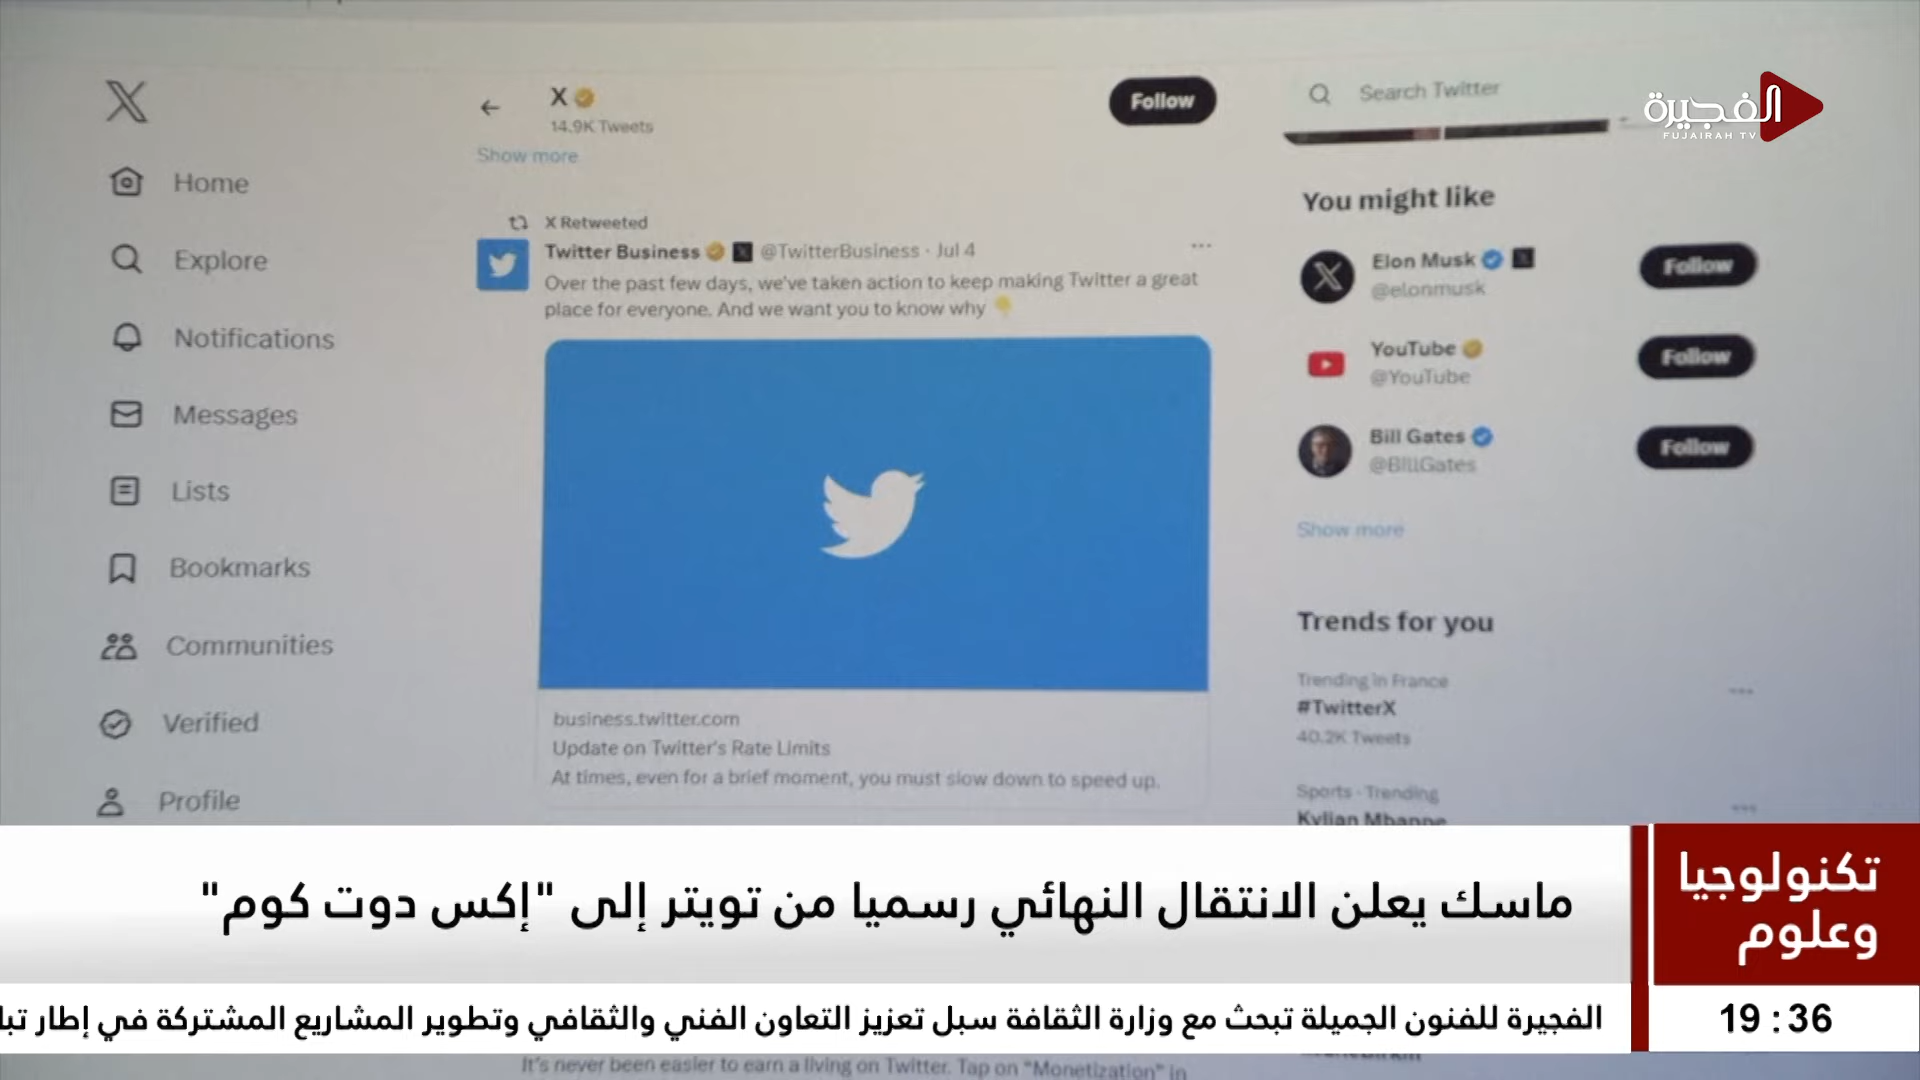 Home
Explore
Notifications
Messages
Lists
Bookmarks
Communities
Verified
Profile
X
14.9K Tweets
Follow
Show more
X Retweeted
Twitter Business @TwitterBusiness · Jul 4
Over the past few days, we've taken action to keep making Twitter a great
place for everyone. And we want you to know why
business.twitter.com
Update on Twitter's Rate Limits
At times, even for a brief moment, you must slow down to speed up.
Search Twitter
الفجيرة
FUJAIRAH TV
You might like
Elon Musk
@elonmusk
Follow
YouTube
@YouTube
Follow
Bill Gates
@BillGates
Follow
Show more
Trends for you
Trending in France
#TwitterX
40.2K Tweets
Sports · Trending
Kylian Mbappe
تكنولوجيا
وعلوم
ماسك يعلن الانتقال النهائي رسميا من تويتر إلى "إكس دوت كوم"
19:36
الفجيرة للفنون الجميلة تبحث مع وزارة الثقافة سبل تعزيز التعاون الفني والثقافي وتطوير المشاريع المشتركة في إطار
It's never been easier to earn a living on Twitter. Tap on "Monetization" in